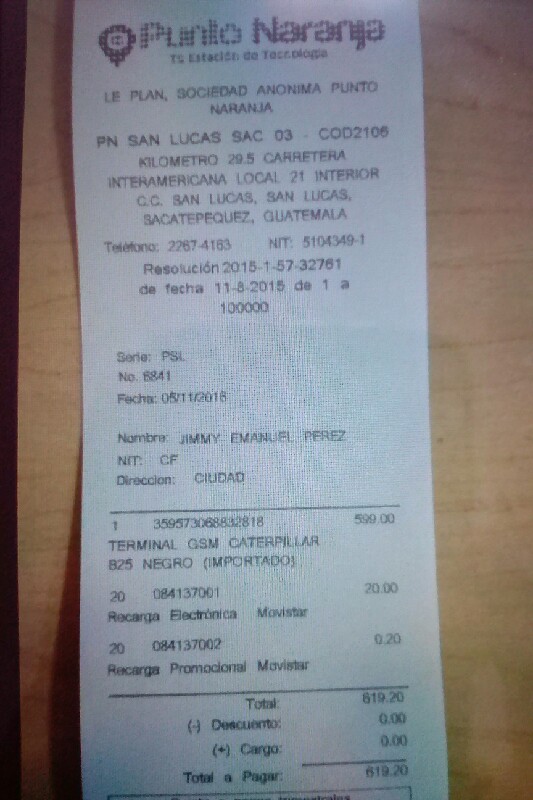 Punto Naranja
Tu Estación de Tecnología
LE PLAN, SOCIEDAD ANONIMA PUNTO
NARANJA
PN SAN LUCAS SAC 03 - COD2106
KILOMETRO 29.5 CARRETERA
INTERAMERICANA LOCAL 21 INTERIOR
C.C. SAN LUCAS, SAN LUCAS,
SACATEPEQUEZ, GUATEMALA
Teléfono: 2267-4163 NIT: 5104349-1
Resolución 2015-1-57-32761
de fecha 11-8-2015 de 1 a
100000
Serie: PSL
No. 6841
Fecha: 05/11/2016
Nombre: JIMMY EMANUEL PEREZ
NIT: CF
Direccion: CIUDAD
1 359573068832818 599.00
TERMINAL GSM CATERPILLAR
B25 NEGRO (IMPORTADO)
20 084137001 20.00
Recarga Electrónica Movistar
20 084137002 0.20
Recarga Promocional Movistar
Total: 619.20
(-) Descuento: 0.00
(+) Cargo: 0.00
Total a Pagar: 619.20